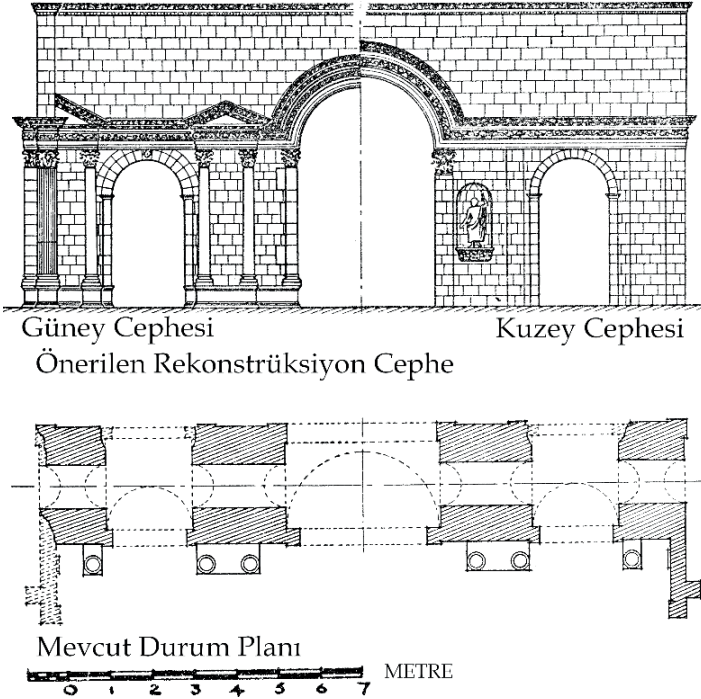 Güney Cephesi Kuzey Cephesi
Önerilen Rekonstrüksiyon Cephe
Mevcut Durum Planı
METRE
0 1 2 3 4 5 6 7